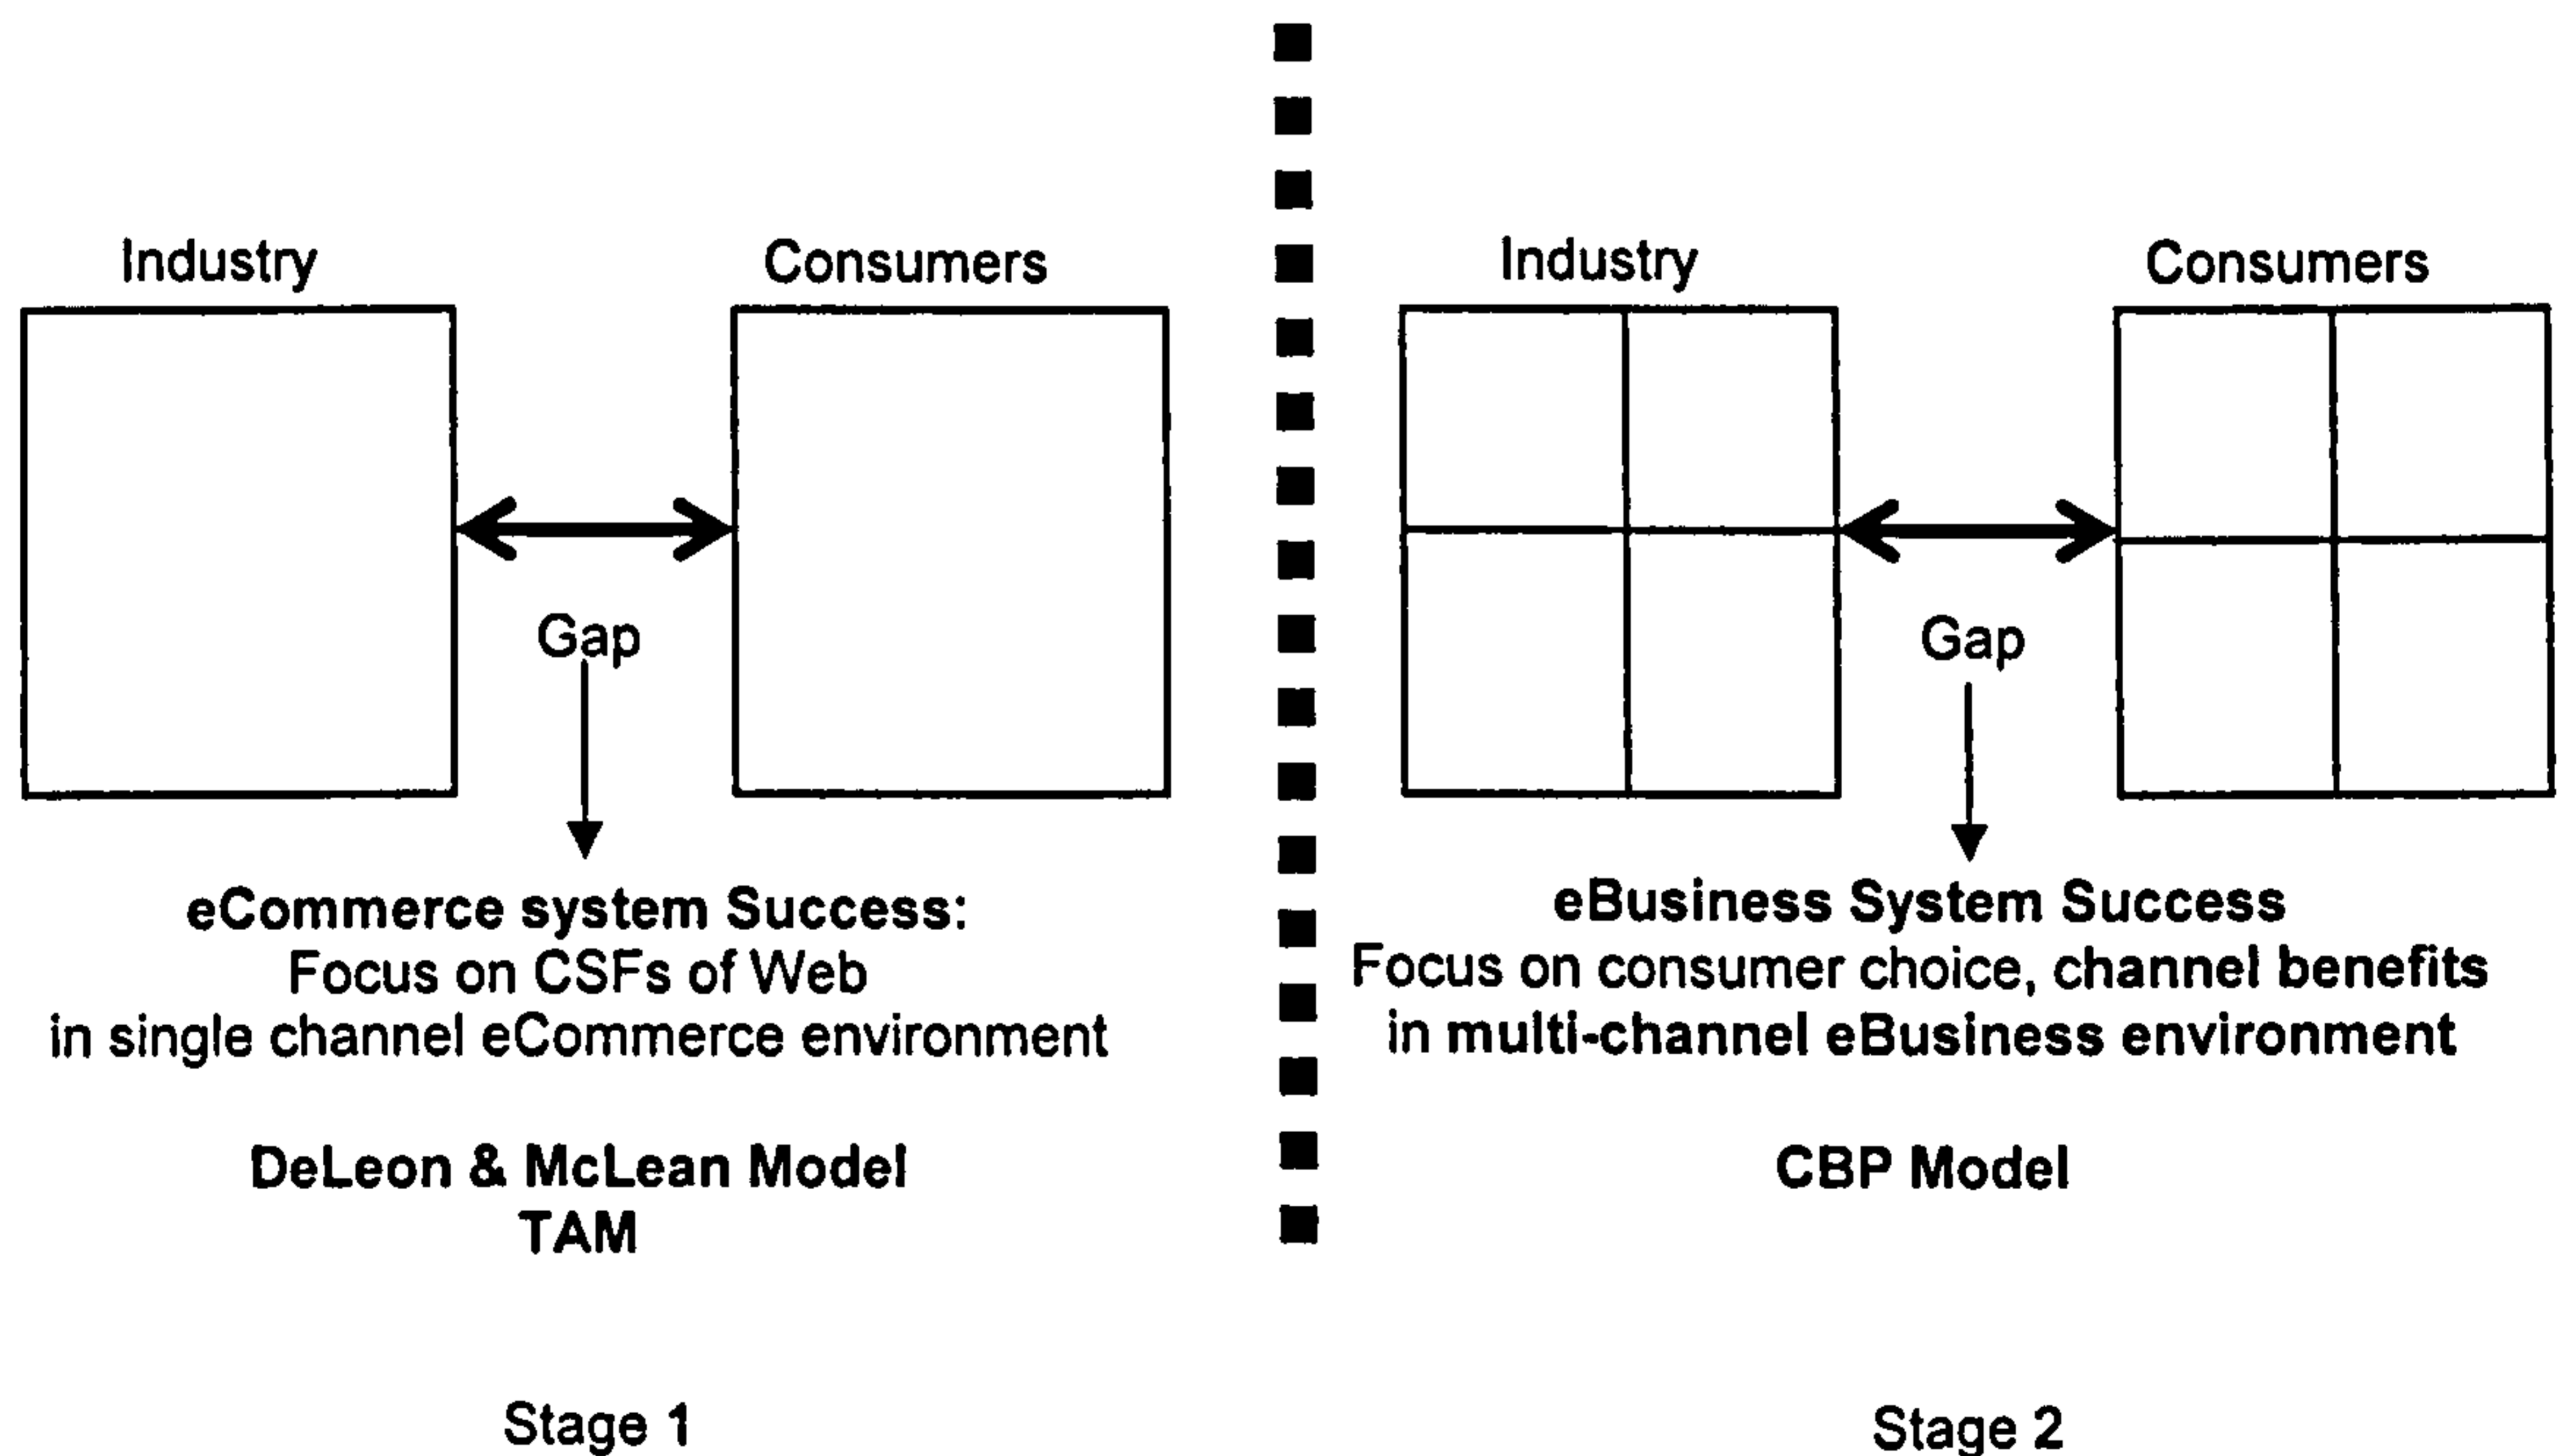 Industry
Consumers
Gap
eCommerce system Success:
Focus on CSFs of Web
in single channel eCommerce environment
DeLeon & McLean Model
TAM
Stage 1
Industry
Consumers
Gap
eBusiness System Success
Focus on consumer choice, channel benefits
in multi-channel eBusiness environment
CBP Model
Stage 2